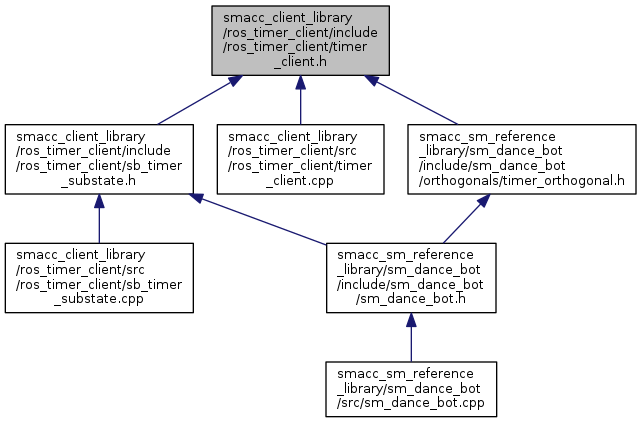 smacc_client_library
/ros_timer_client/include
/ros_timer_client/timer
_client.h
smacc_client_library
/ros_timer_client/include
/ros_timer_client/sb_timer
_substate.h
smacc_client_library
/ros_timer_client/src
/ros_timer_client/timer
_client.cpp
smacc_sm_reference
_library/sm_dance_bot
/include/sm_dance_bot
/orthogonals/timer_orthogonal.h
smacc_client_library
/ros_timer_client/src
/ros_timer_client/sb_timer
_substate.cpp
smacc_sm_reference
_library/sm_dance_bot
/include/sm_dance_bot
/sm_dance_bot.h
smacc_sm_reference
_library/sm_dance_bot
/src/sm_dance_bot.cpp